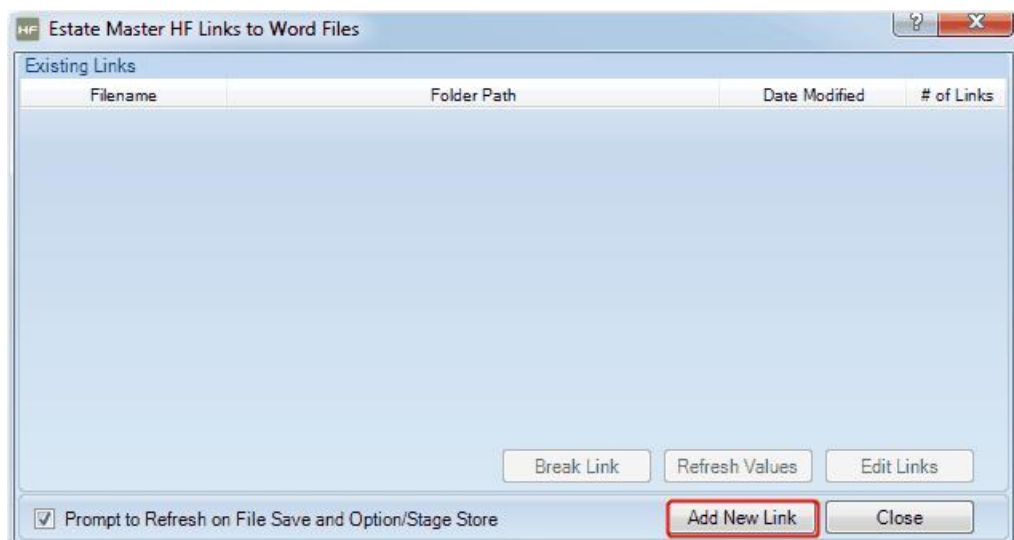 HF Estate Master HF Links to Word Files ? X
Existing Links
Filename Folder Path Date Modified # of Links
Break Link Refresh Values Edit Links
Prompt to Refresh on File Save and Option/Stage Store Add New Link Close